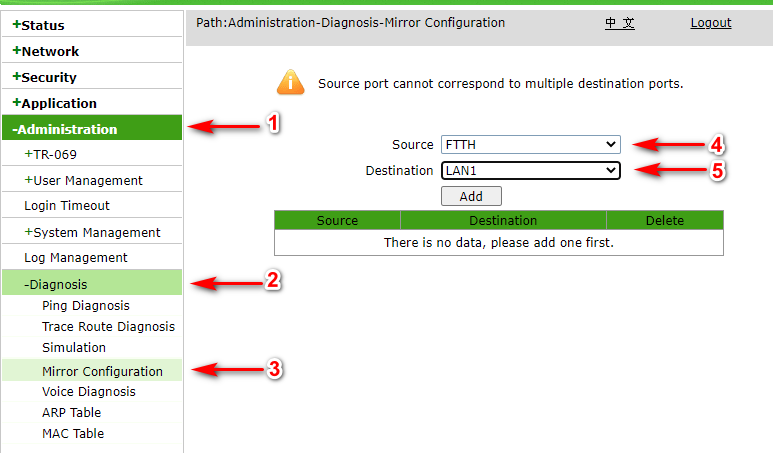 Path:Administration-Diagnosis-Mirror Configuration
中 文
Logout
+Status
+Network
+Security
+Application
-Administration
+TR-069
+User Management
Login Timeout
+System Management
Log Management
-Diagnosis
Ping Diagnosis
Trace Route Diagnosis
Simulation
Mirror Configuration
Voice Diagnosis
ARP Table
MAC Table
1
2
3
Source port cannot correspond to multiple destination ports.
Source FTTH 4
Destination LAN1 5
Add
Source Destination Delete
There is no data, please add one first.